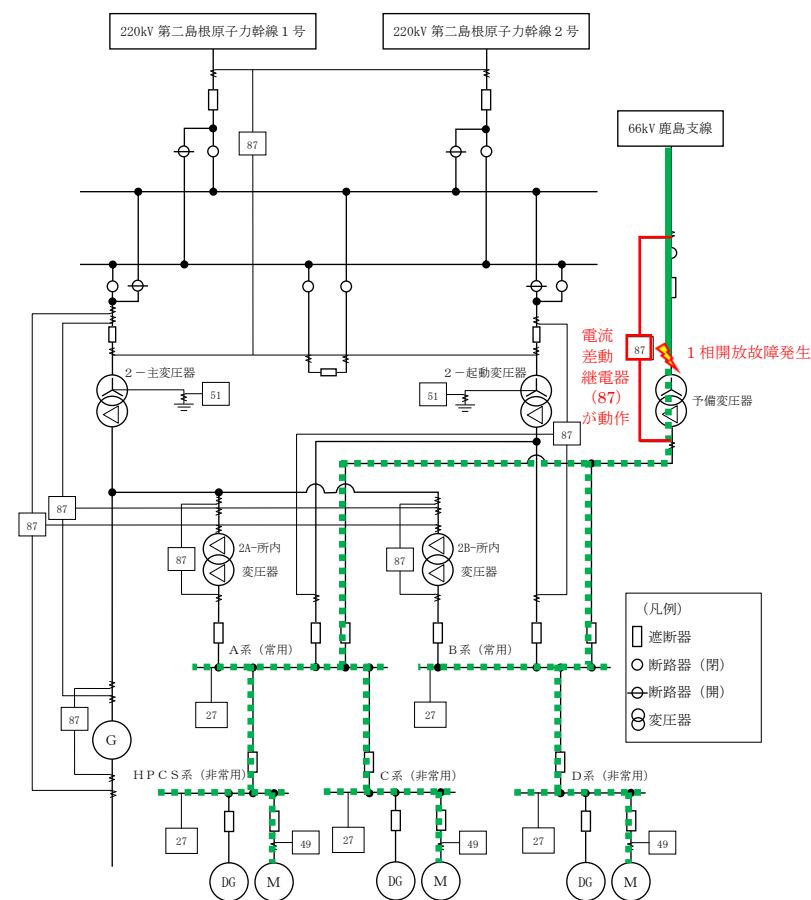 220kV 第二島根原子力幹線1号
220kV 第二島根原子力幹線2号
66kV 鹿島支線
87
電流
差動
継電器
(87)
が動作
87
1相開放故障発生
2-主変圧器
51
2-起動変圧器
51
予備変圧器
87
87
87
87
2A-所内
変圧器
87
2B-所内
変圧器
A系(常用)
B系(常用)
27
27
87
G
HPCS系(非常用)
C系(非常用)
D系(非常用)
27
49
27
49
27
49
DG
M
DG
M
DG
M
(凡例)
遮断器
断路器(閉)
断路器(開)
変圧器